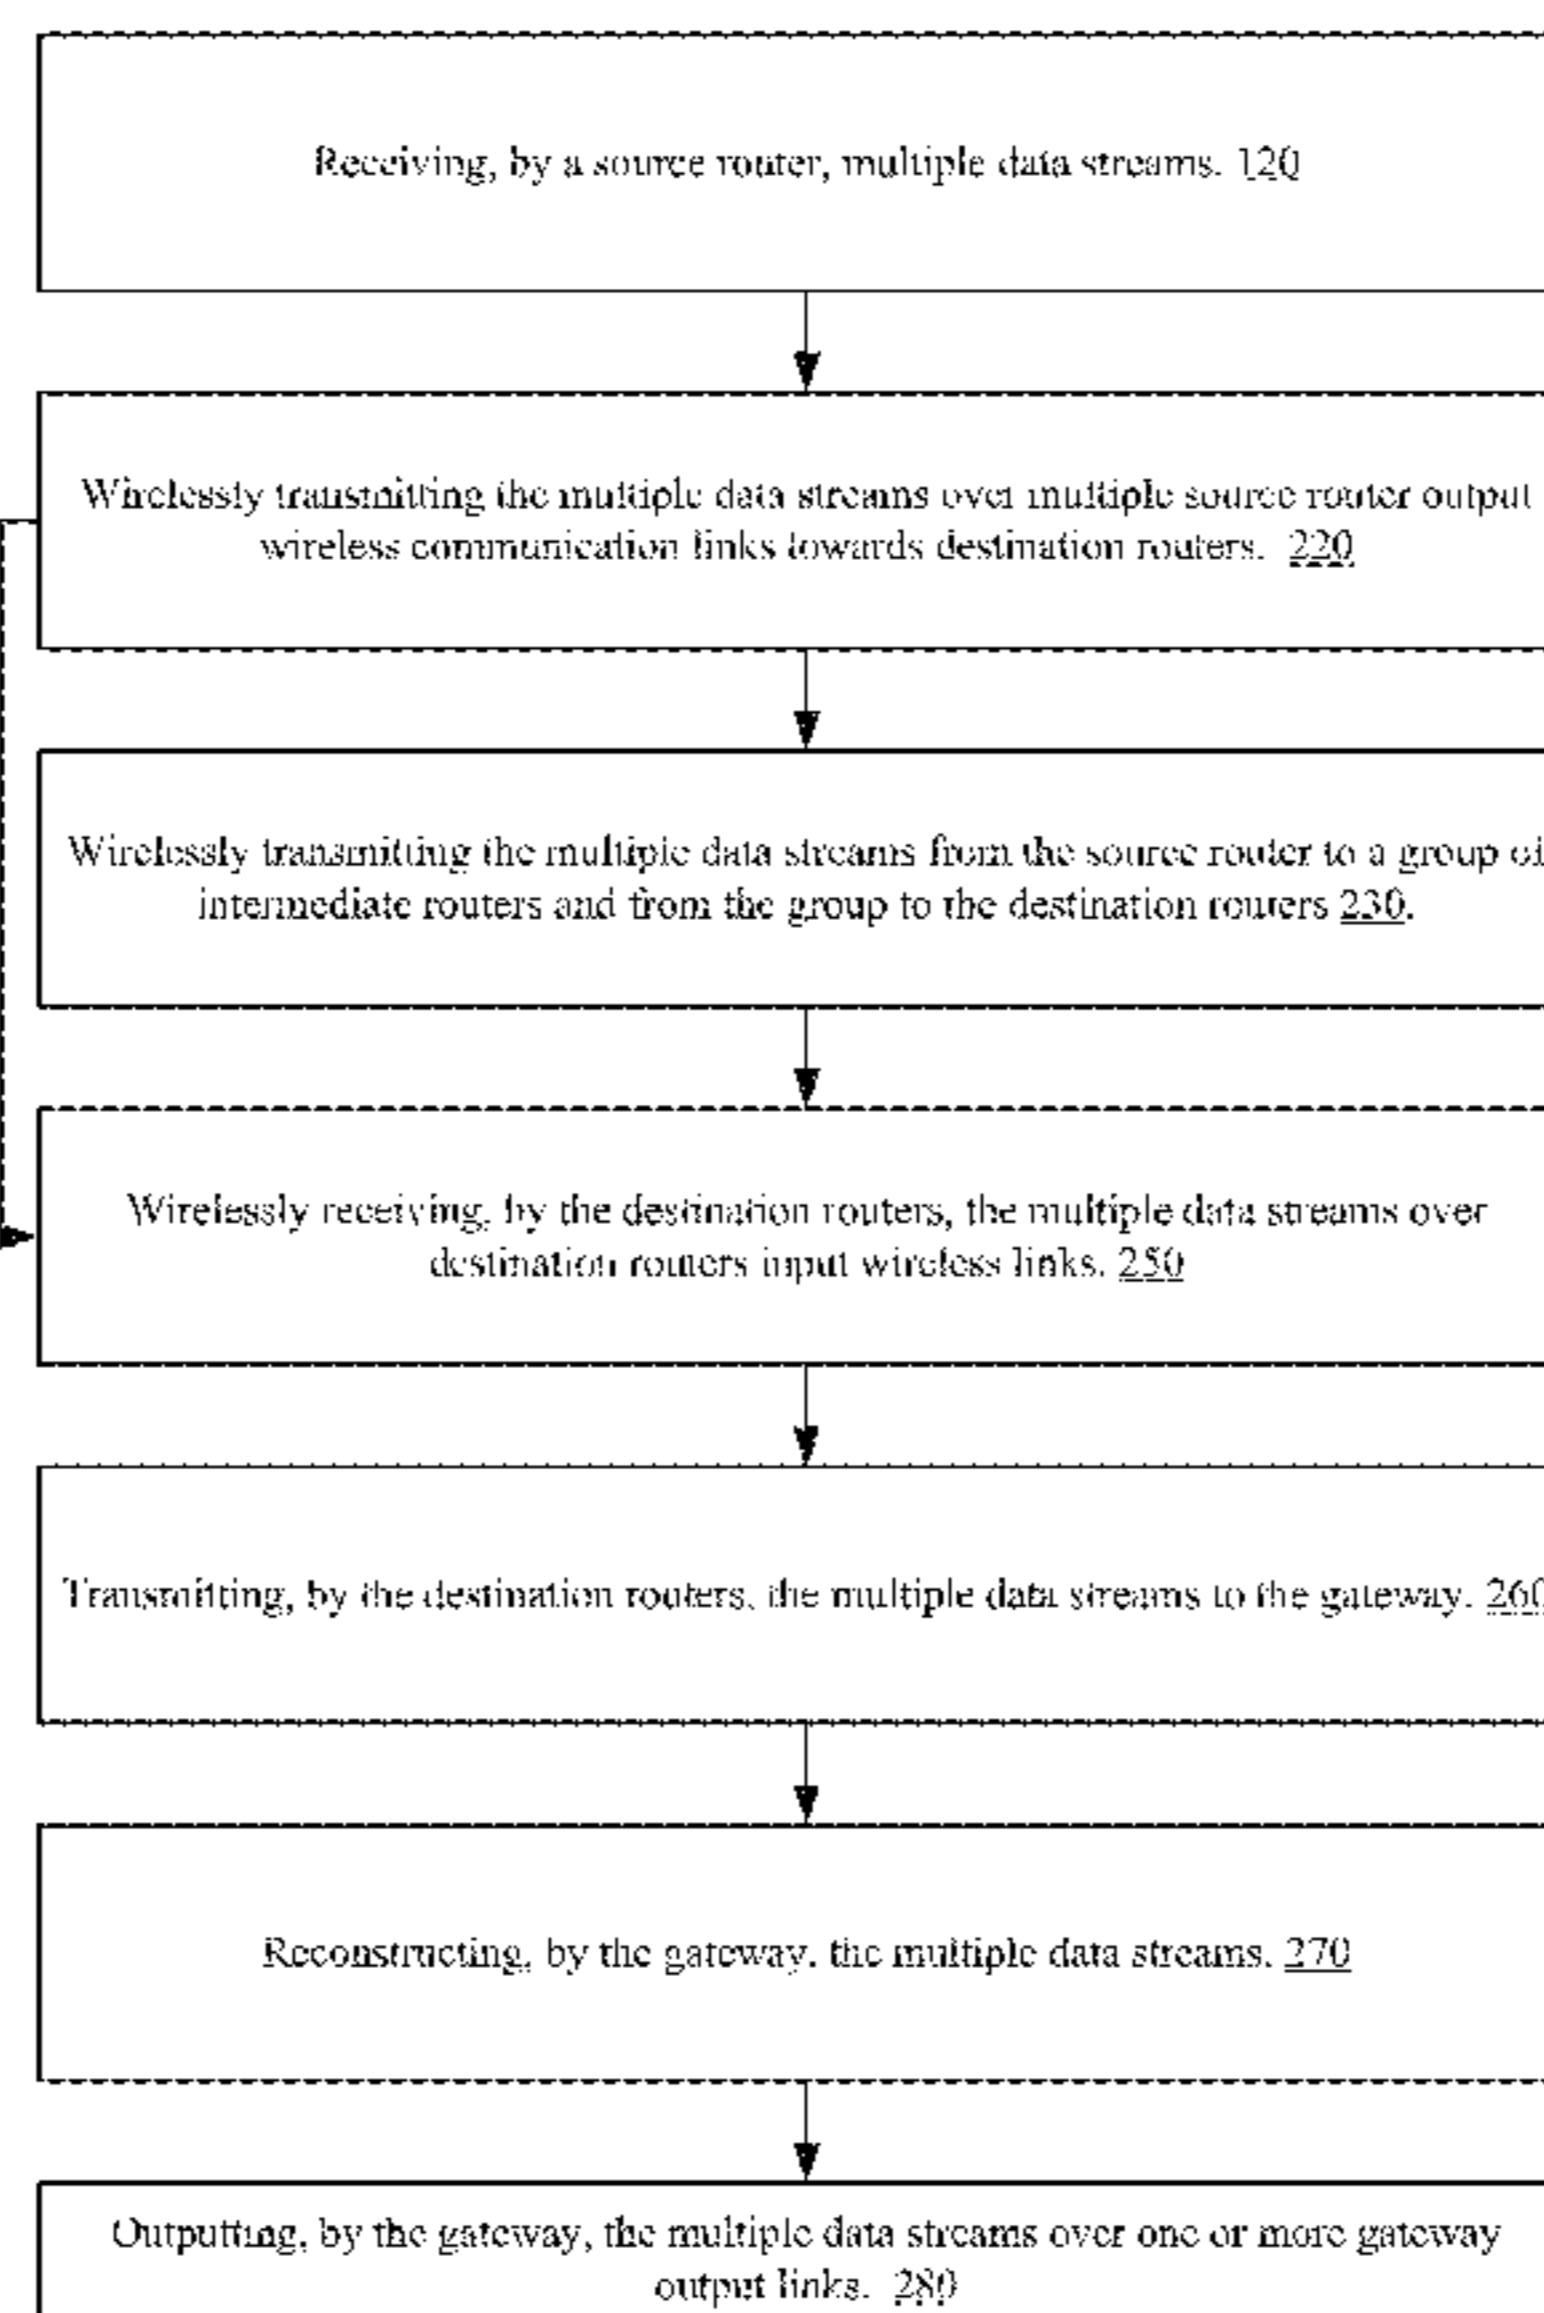 Receiving, by a source router, multiple data streams. 120
Wirelessly transmitting the multiple data streams over multiple source router output
wireless communication links towards destination routers. 220
Wirelessly transmitting the multiple data streams from the source router to a group of
intermediate routers and from the group to the destination routers 230.
Wirelessly receiving, by the destination routers, the multiple data streams over
destination routers input wireless links. 250
Transmitting, by the destination routers, the multiple data streams to the gateway. 260
Reconstructing, by the gateway, the multiple data streams. 270
Outputting, by the gateway, the multiple data streams over one or more gateway
output links. 280